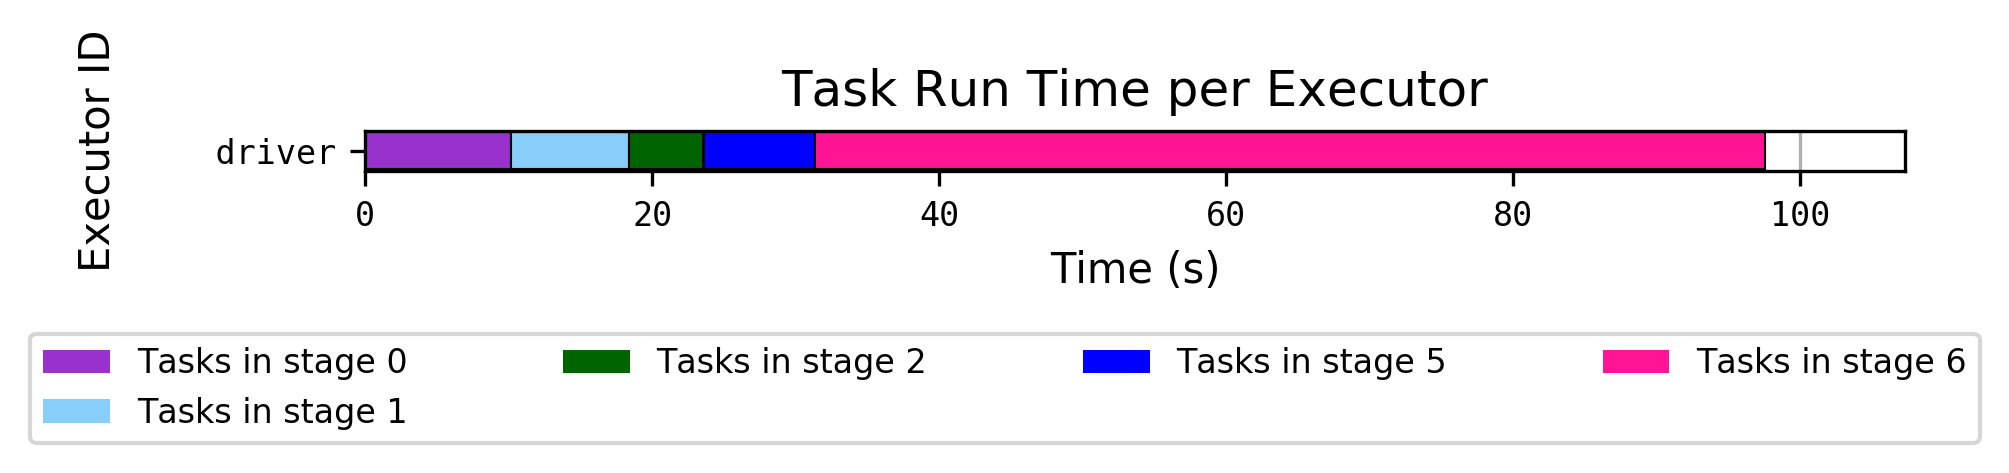 Task Run Time per Executor
Executor ID
driver
0 20 40 60 80 100
Time (s)
Tasks in stage 0 Tasks in stage 2 Tasks in stage 5 Tasks in stage 6
Tasks in stage 1